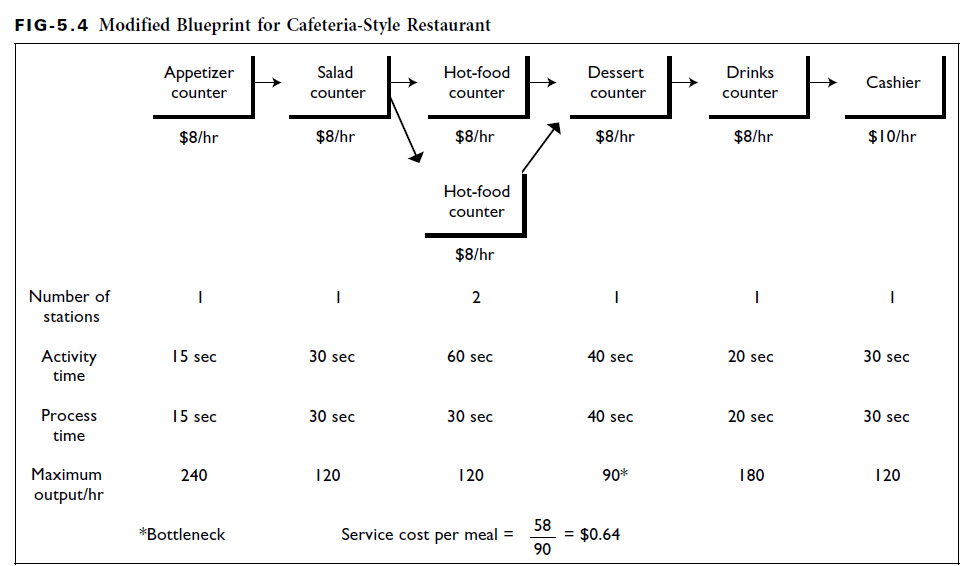 FIG-5.4 Modified Blueprint for Cafeteria-Style Restaurant
Appetizer Salad Hot-food Dessert Drinks
counter counter counter counter counter Cashier
$8/hr $8/hr $8/hr $8/hr $8/hr $10/hr
Hot-food
counter
$8/hr
Number of 1 1 2 1 1 1
stations
Activity 15 sec 30 sec 60 sec 40 sec 20 sec 30 sec
time
Process 15 sec 30 sec 30 sec 40 sec 20 sec 30 sec
time
Maximum 240 120 120 90* 180 120
output/hr
*Bottleneck Service cost per meal = 58/90 = $0.64